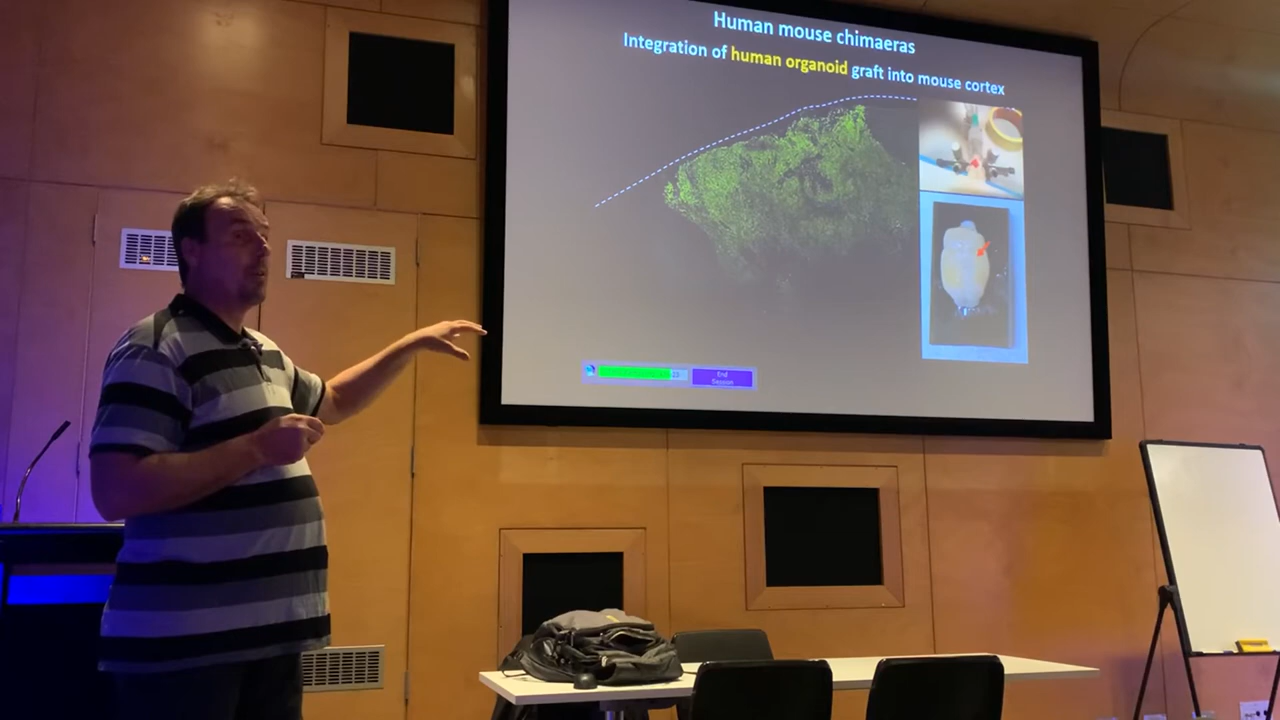 Human mouse chimaeras
Integration of human organoid graft into mouse cortex
End
Session